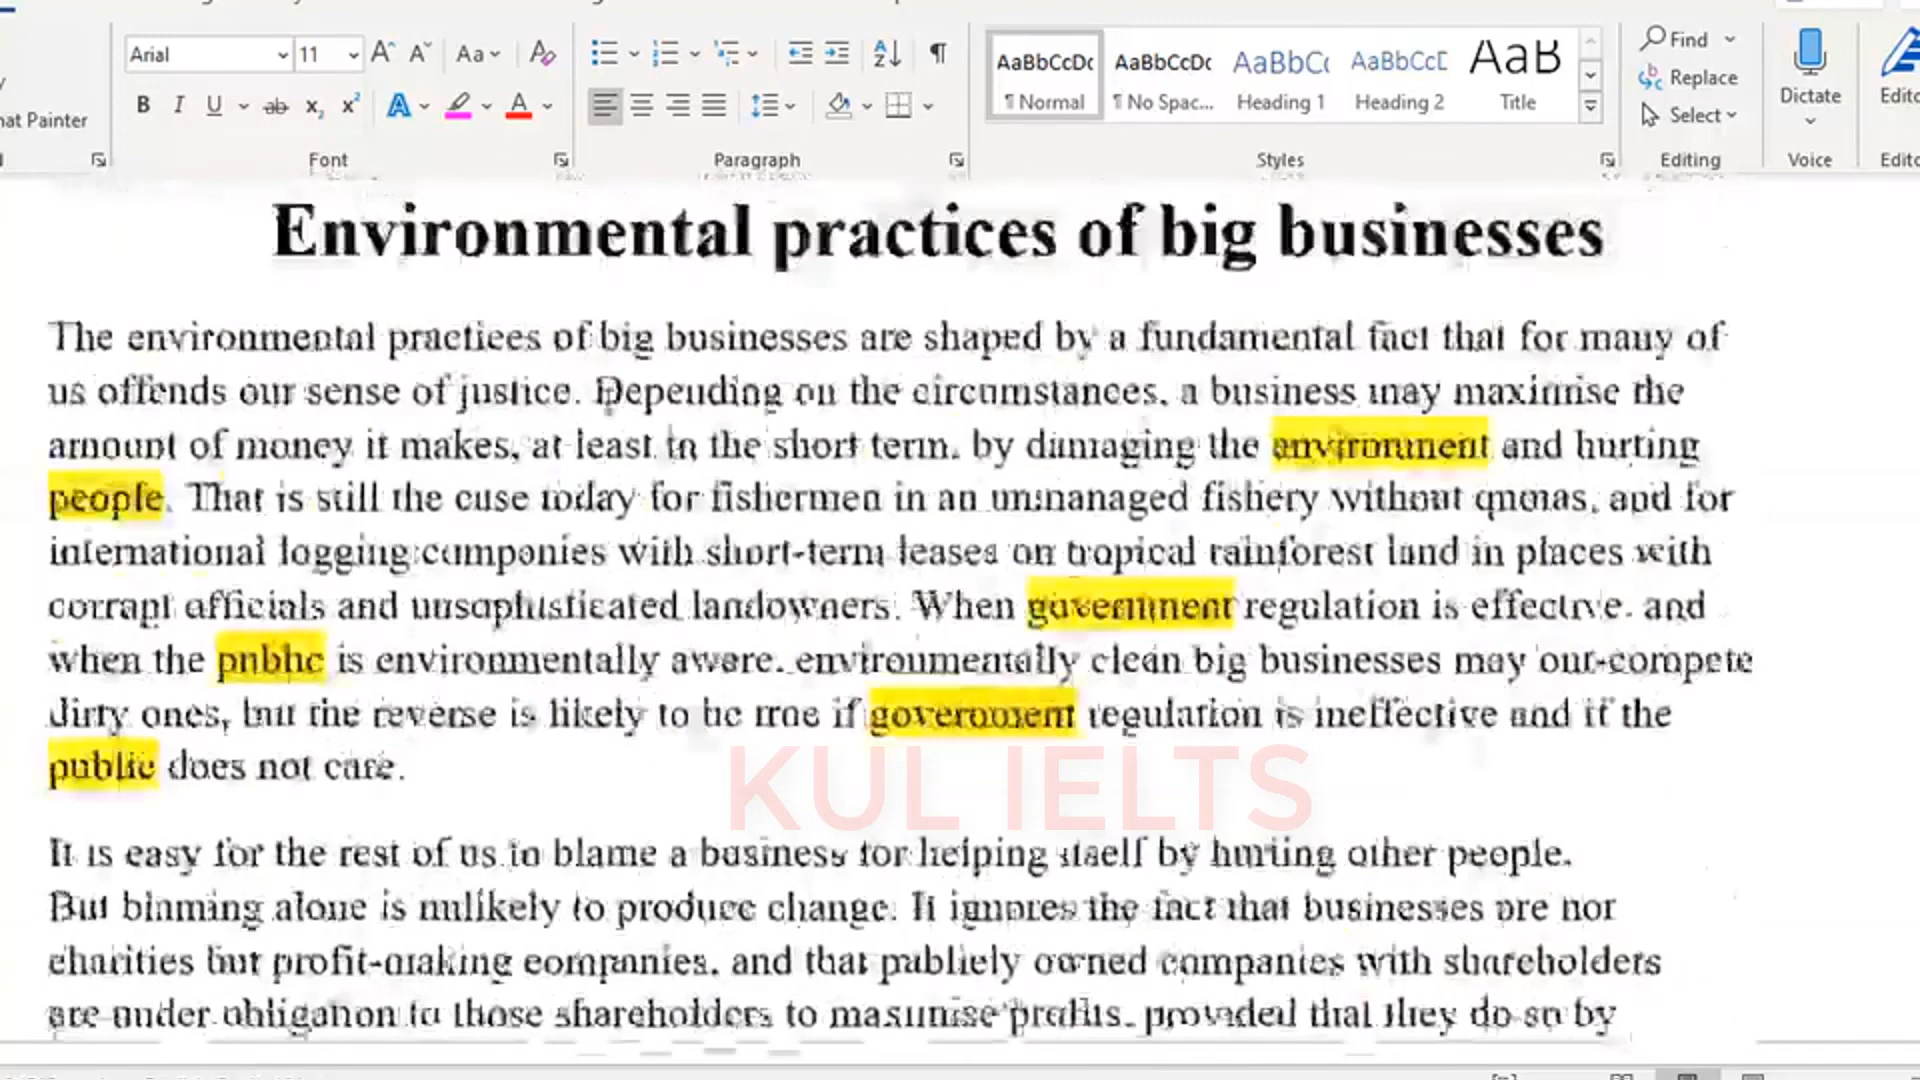 Arial 11 Aa
Find
Replace
Select
Dictate
AaBbCcDc AaBbCcDc AaBbC AaBbCcD AaB
Normal No Spac... Heading 1 Heading 2 Title
at Painter
Font Paragraph Styles Editing Voice
Environmental practices of big businesses
The environmental practices of big businesses are shaped by a fundamental fact that for many of
us offends our sense of justice. Depending on the circumstances, a business may maximise the
amount of money it makes, at least in the short term, by damaging the environment and hurting
people. That is still the case today for fishermen in an unmanaged fishery without quotas, and for
international logging companies with short-term leases on tropical rainforest land in places with
corrupt officials and unsophisticated landowners. When government regulation is effective, and
when the public is environmentally aware, environmentally clean big businesses may out-compete
dirty ones, but the reverse is likely to be true if government regulation is ineffective and if the
public does not care.
KUL IELTS
It is easy for the rest of us to blame a business for helping itself by hurting other people.
But blaming alone is unlikely to produce change. It ignores the fact that businesses are not
charities but profit-making companies, and that publicly owned companies with shareholders
are under obligation to those shareholders to maximise profits, provided that they do so by